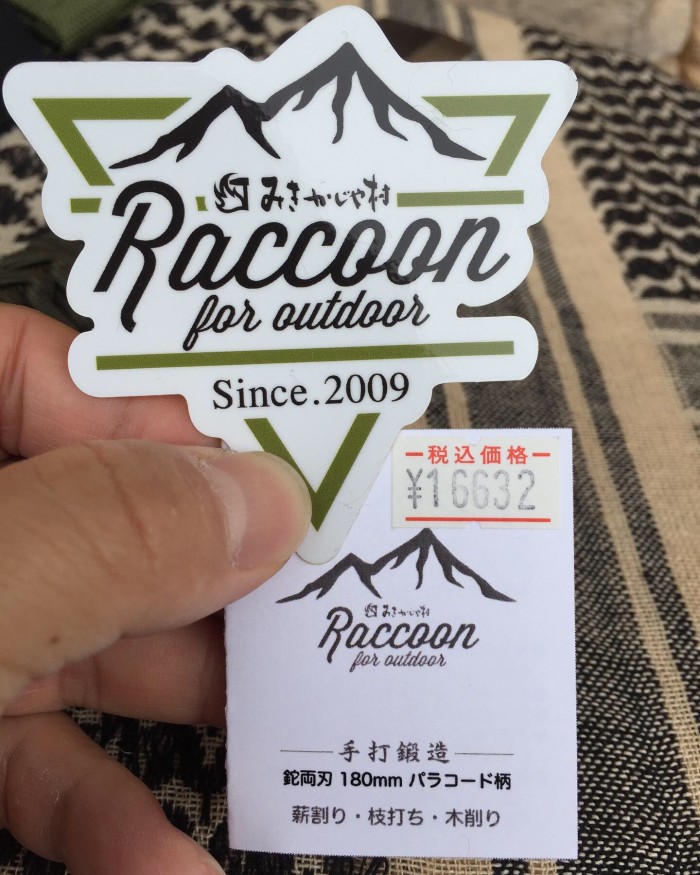 みきかじや村
Raccoon
for outdoor
Since.2009
税込価格
¥16632
みきかじや村
Raccoon
for outdoor
手打鍛造
鉈両刃 180mm パラコード柄
薪割り・枝打ち・木削り